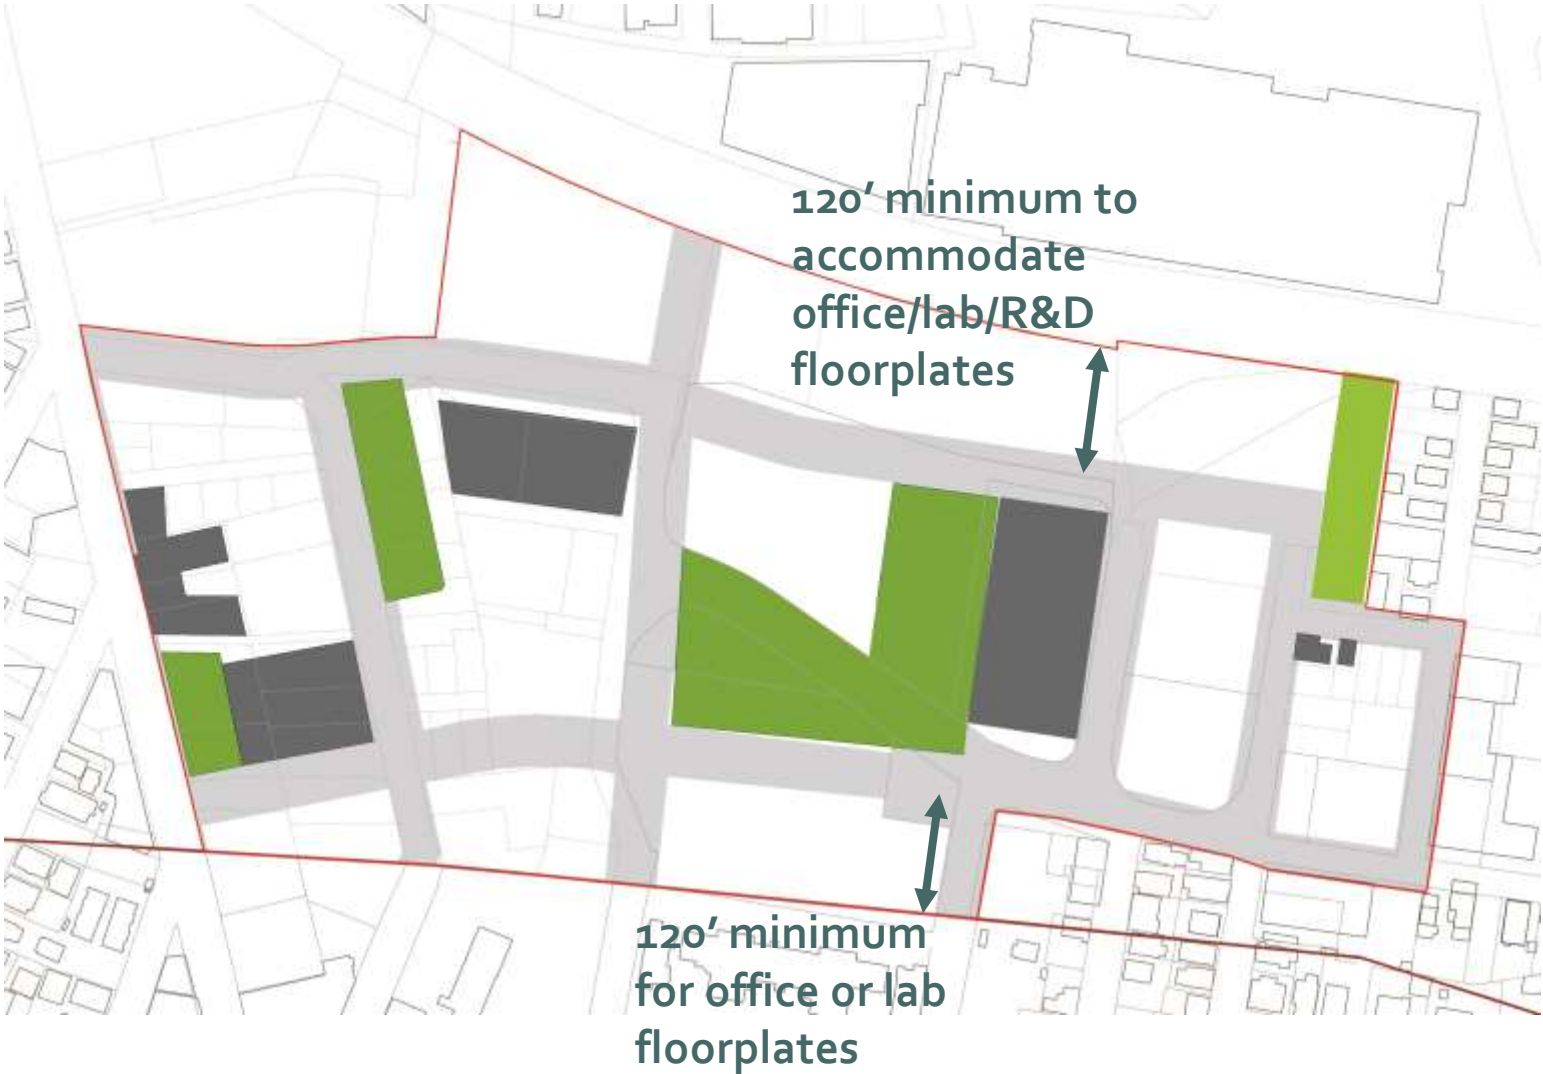 120′ minimum to
accommodate
office/lab/R&D
floorplates
120′ minimum
for office or lab
floorplates